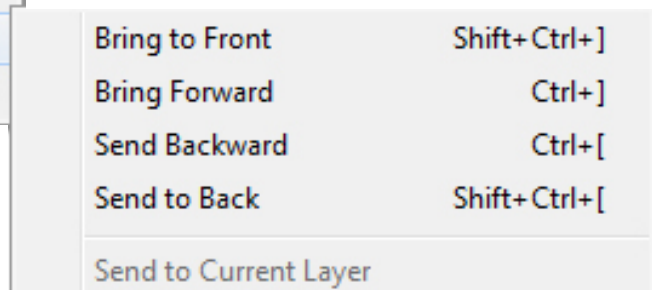 Bring to Front Shift+Ctrl+]
Bring Forward Ctrl+]
Send Backward Ctrl+[
Send to Back Shift+Ctrl+[
Send to Current Layer